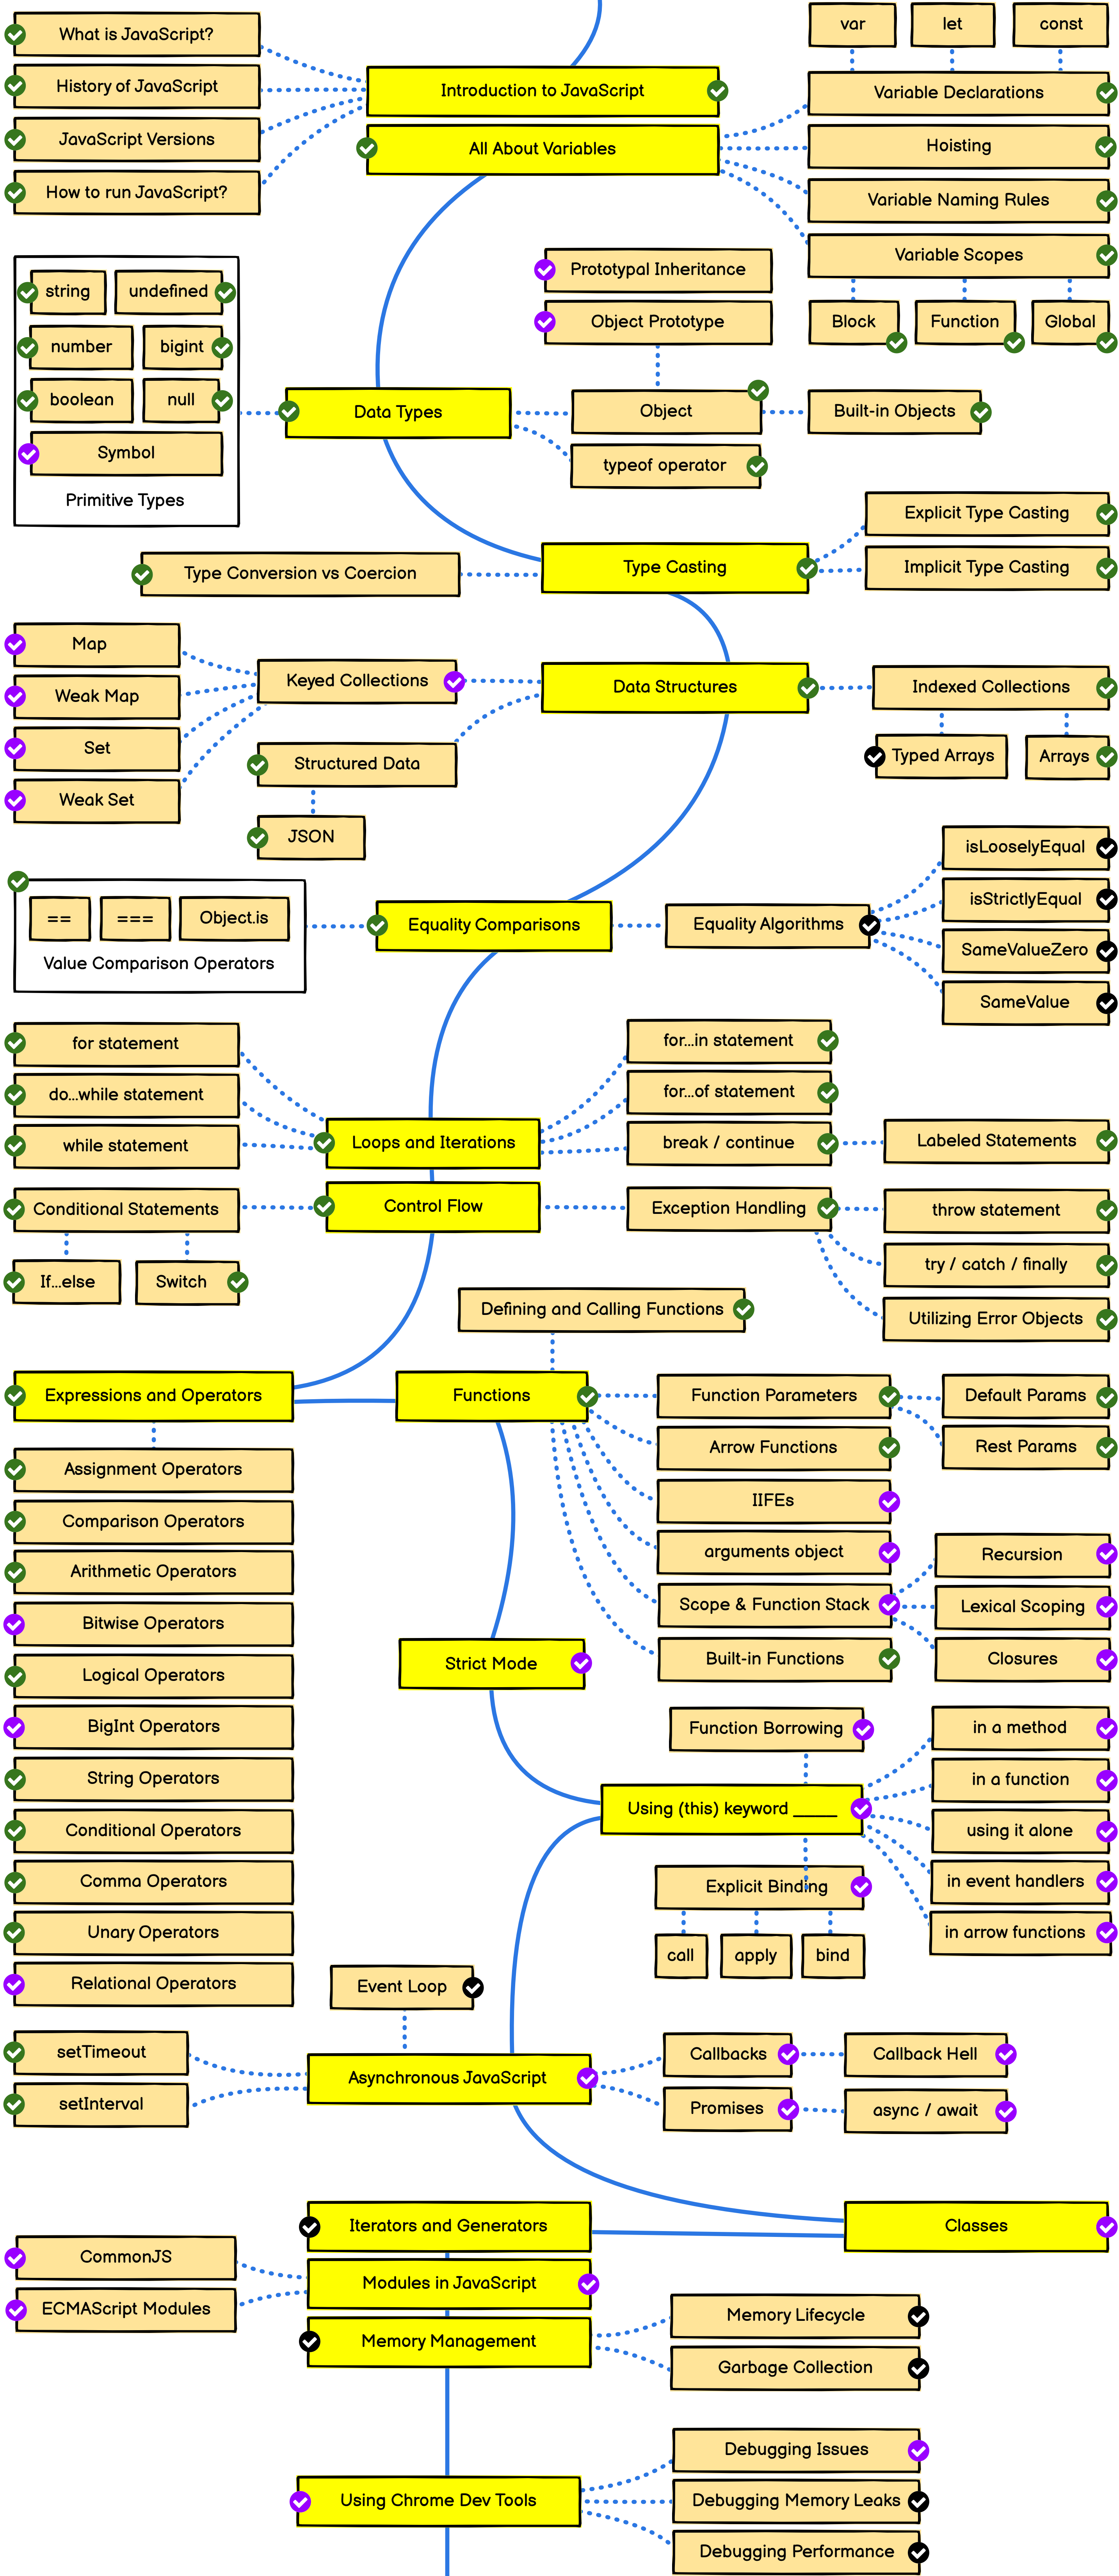 What is JavaScript?
History of JavaScript
JavaScript Versions
How to run JavaScript?
Introduction to JavaScript
All About Variables
var
let
const
Variable Declarations
Hoisting
Variable Naming Rules
Variable Scopes
Block
Function
Global
string
undefined
number
bigint
boolean
null
Symbol
Primitive Types
Prototypal Inheritance
Object Prototype
Data Types
Object
Built-in Objects
typeof operator
Explicit Type Casting
Type Casting
Implicit Type Casting
Type Conversion vs Coercion
Map
Weak Map
Set
Weak Set
Keyed Collections
Data Structures
Indexed Collections
Structured Data
Typed Arrays
Arrays
JSON
==
===
Object.is
Value Comparison Operators
Equality Comparisons
Equality Algorithms
isLooselyEqual
isStrictlyEqual
SameValueZero
SameValue
for statement
do...while statement
while statement
Loops and Iterations
for...in statement
for...of statement
break / continue
Labeled Statements
Conditional Statements
Control Flow
Exception Handling
throw statement
try / catch / finally
Utilizing Error Objects
If...else
Switch
Defining and Calling Functions
Expressions and Operators
Functions
Function Parameters
Default Params
Rest Params
Arrow Functions
IIFEs
arguments object
Scope & Function Stack
Built-in Functions
Recursion
Lexical Scoping
Closures
Assignment Operators
Comparison Operators
Arithmetic Operators
Bitwise Operators
Logical Operators
BigInt Operators
String Operators
Conditional Operators
Comma Operators
Unary Operators
Relational Operators
Strict Mode
Function Borrowing
Using (this) keyword _____
in a method
in a function
using it alone
in event handlers
in arrow functions
Explicit Binding
call
apply
bind
Event Loop
setTimeout
setInterval
Asynchronous JavaScript
Callbacks
Callback Hell
Promises
async / await
Iterators and Generators
Classes
CommonJS
ECMAScript Modules
Modules in JavaScript
Memory Management
Memory Lifecycle
Garbage Collection
Using Chrome Dev Tools
Debugging Issues
Debugging Memory Leaks
Debugging Performance